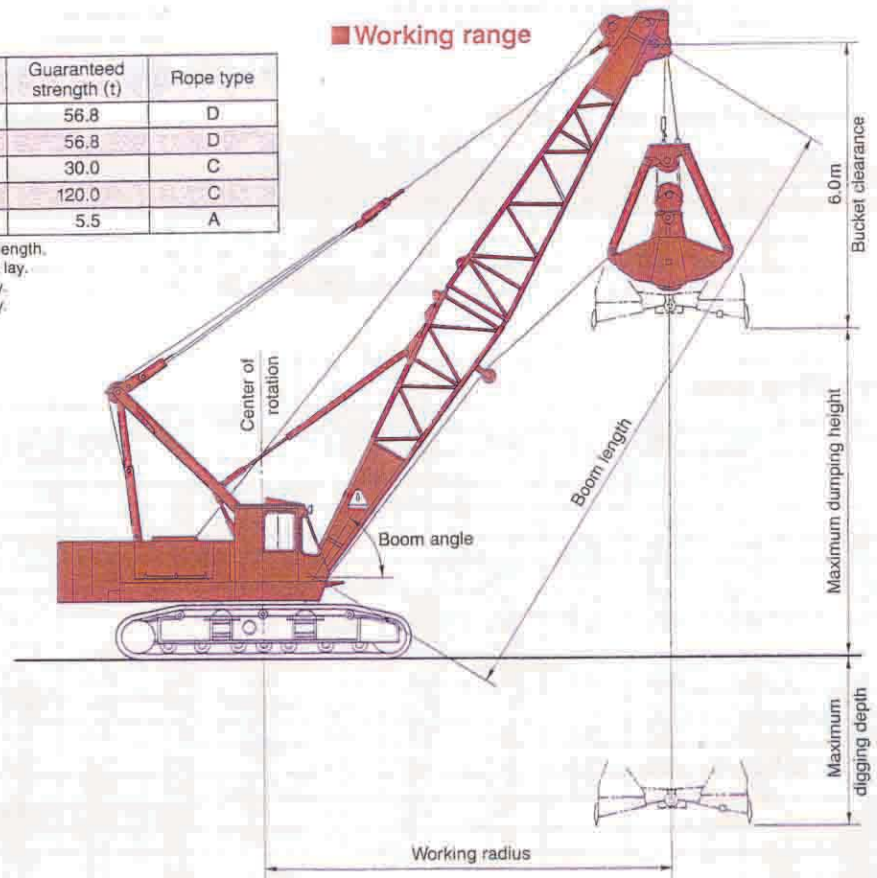 ■Working range
Guaranteed strength (t) Rope type
56.8 D
56.8 D
30.0 C
120.0 C
5.5 A
ength.
lay.
Center of
rotation
Boom angle
Boom length
6.0m
Bucket clearance
Maximum dumping height
Maximum
digging depth
Working radius